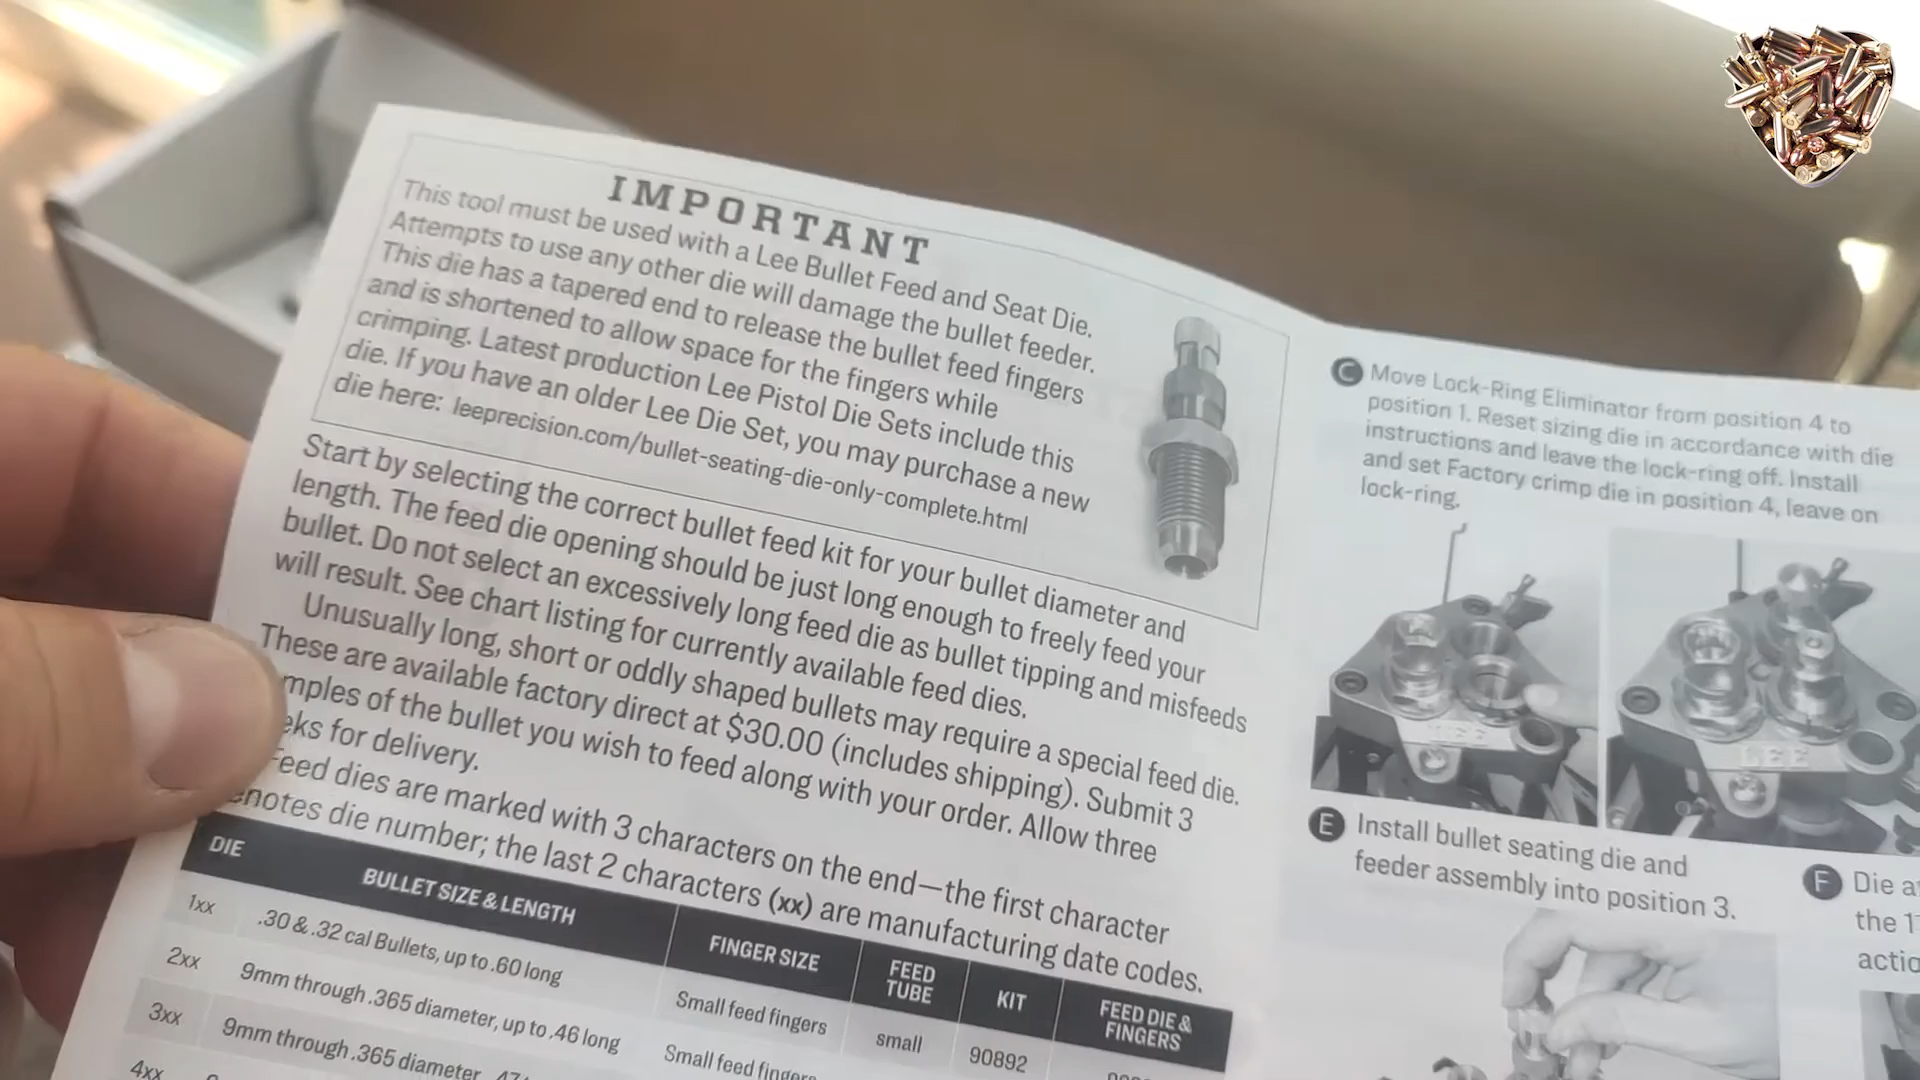 IMPORTANT
This tool must be used with a Lee Bullet Feed and Seat Die.
Attempts to use any other die will damage the bullet feeder.
This die has a tapered end to release the bullet feed fingers
and is shortened to allow space for the fingers while
crimping. Latest production Lee Pistol Die Sets include this
die. If you have an older Lee Die Set, you may purchase a new
die here: leeprecision.com/bullet-seating-die-only-complete.html
Start by selecting the correct bullet feed kit for your bullet diameter and
length. The feed die opening should be just long enough to freely feed your
bullet. Do not select an excessively long feed die as bullet tipping and misfeeds
will result. See chart listing for currently available feed dies.
Unusually long, short or oddly shaped bullets may require a special feed die.
These are available factory direct at $30.00 (includes shipping). Submit 3
mples of the bullet you wish to feed along with your order. Allow three
eks for delivery.
Feed dies are marked with 3 characters on the end—the first character
enotes die number; the last 2 characters (xx) are manufacturing date codes.
DIE BULLET SIZE & LENGTH FINGER SIZE FEED TUBE KIT FEED DIE & FINGERS
1xx .30 & .32 cal Bullets, up to .60 long Small feed fingers small 90892
2xx 9mm through .365 diameter, up to .46 long Small feed fingers
3xx 9mm through .365 diameter
4xx
C Move Lock-Ring Eliminator from position 4 to
position 1. Reset sizing die in accordance with die
instructions and leave the lock-ring off. Install
and set Factory crimp die in position 4, leave on
lock-ring.
LEE
LEE
E Install bullet seating die and
feeder assembly into position 3.
F Die a
the 1
actio